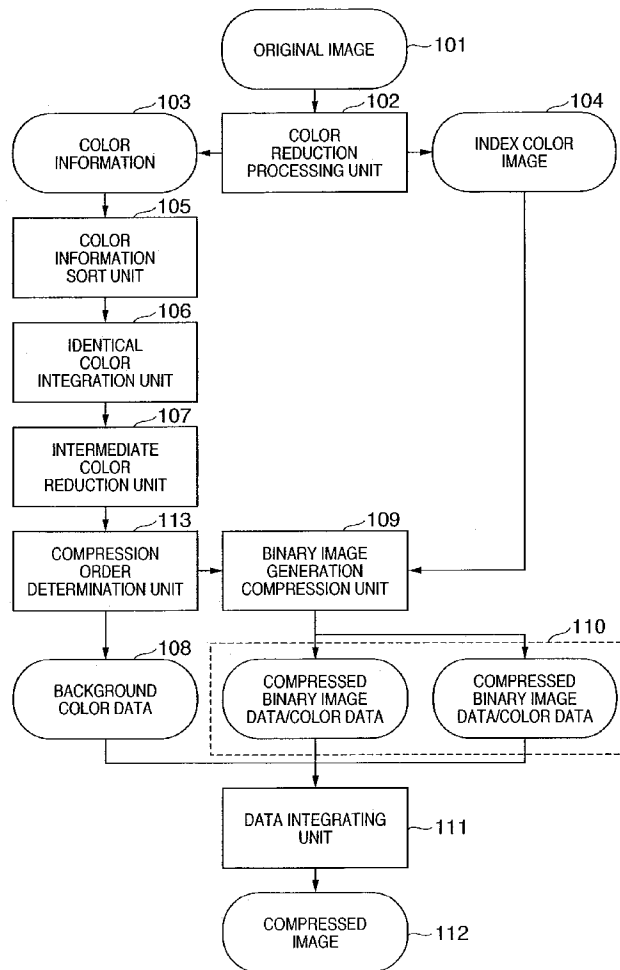 101
ORIGINAL IMAGE
103
102
104
COLOR
INFORMATION
COLOR
REDUCTION
PROCESSING UNIT
INDEX COLOR
IMAGE
105
COLOR
INFORMATION
SORT UNIT
106
IDENTICAL
COLOR
INTEGRATION UNIT
107
INTERMEDIATE
COLOR
REDUCTION UNIT
113
109
COMPRESSION
ORDER
DETERMINATION UNIT
BINARY IMAGE
GENERATION
COMPRESSION UNIT
110
108
BACKGROUND
COLOR DATA
COMPRESSED
BINARY IMAGE
DATA/COLOR DATA
COMPRESSED
BINARY IMAGE
DATA/COLOR DATA
DATA INTEGRATING
UNIT
111
COMPRESSED
IMAGE
112